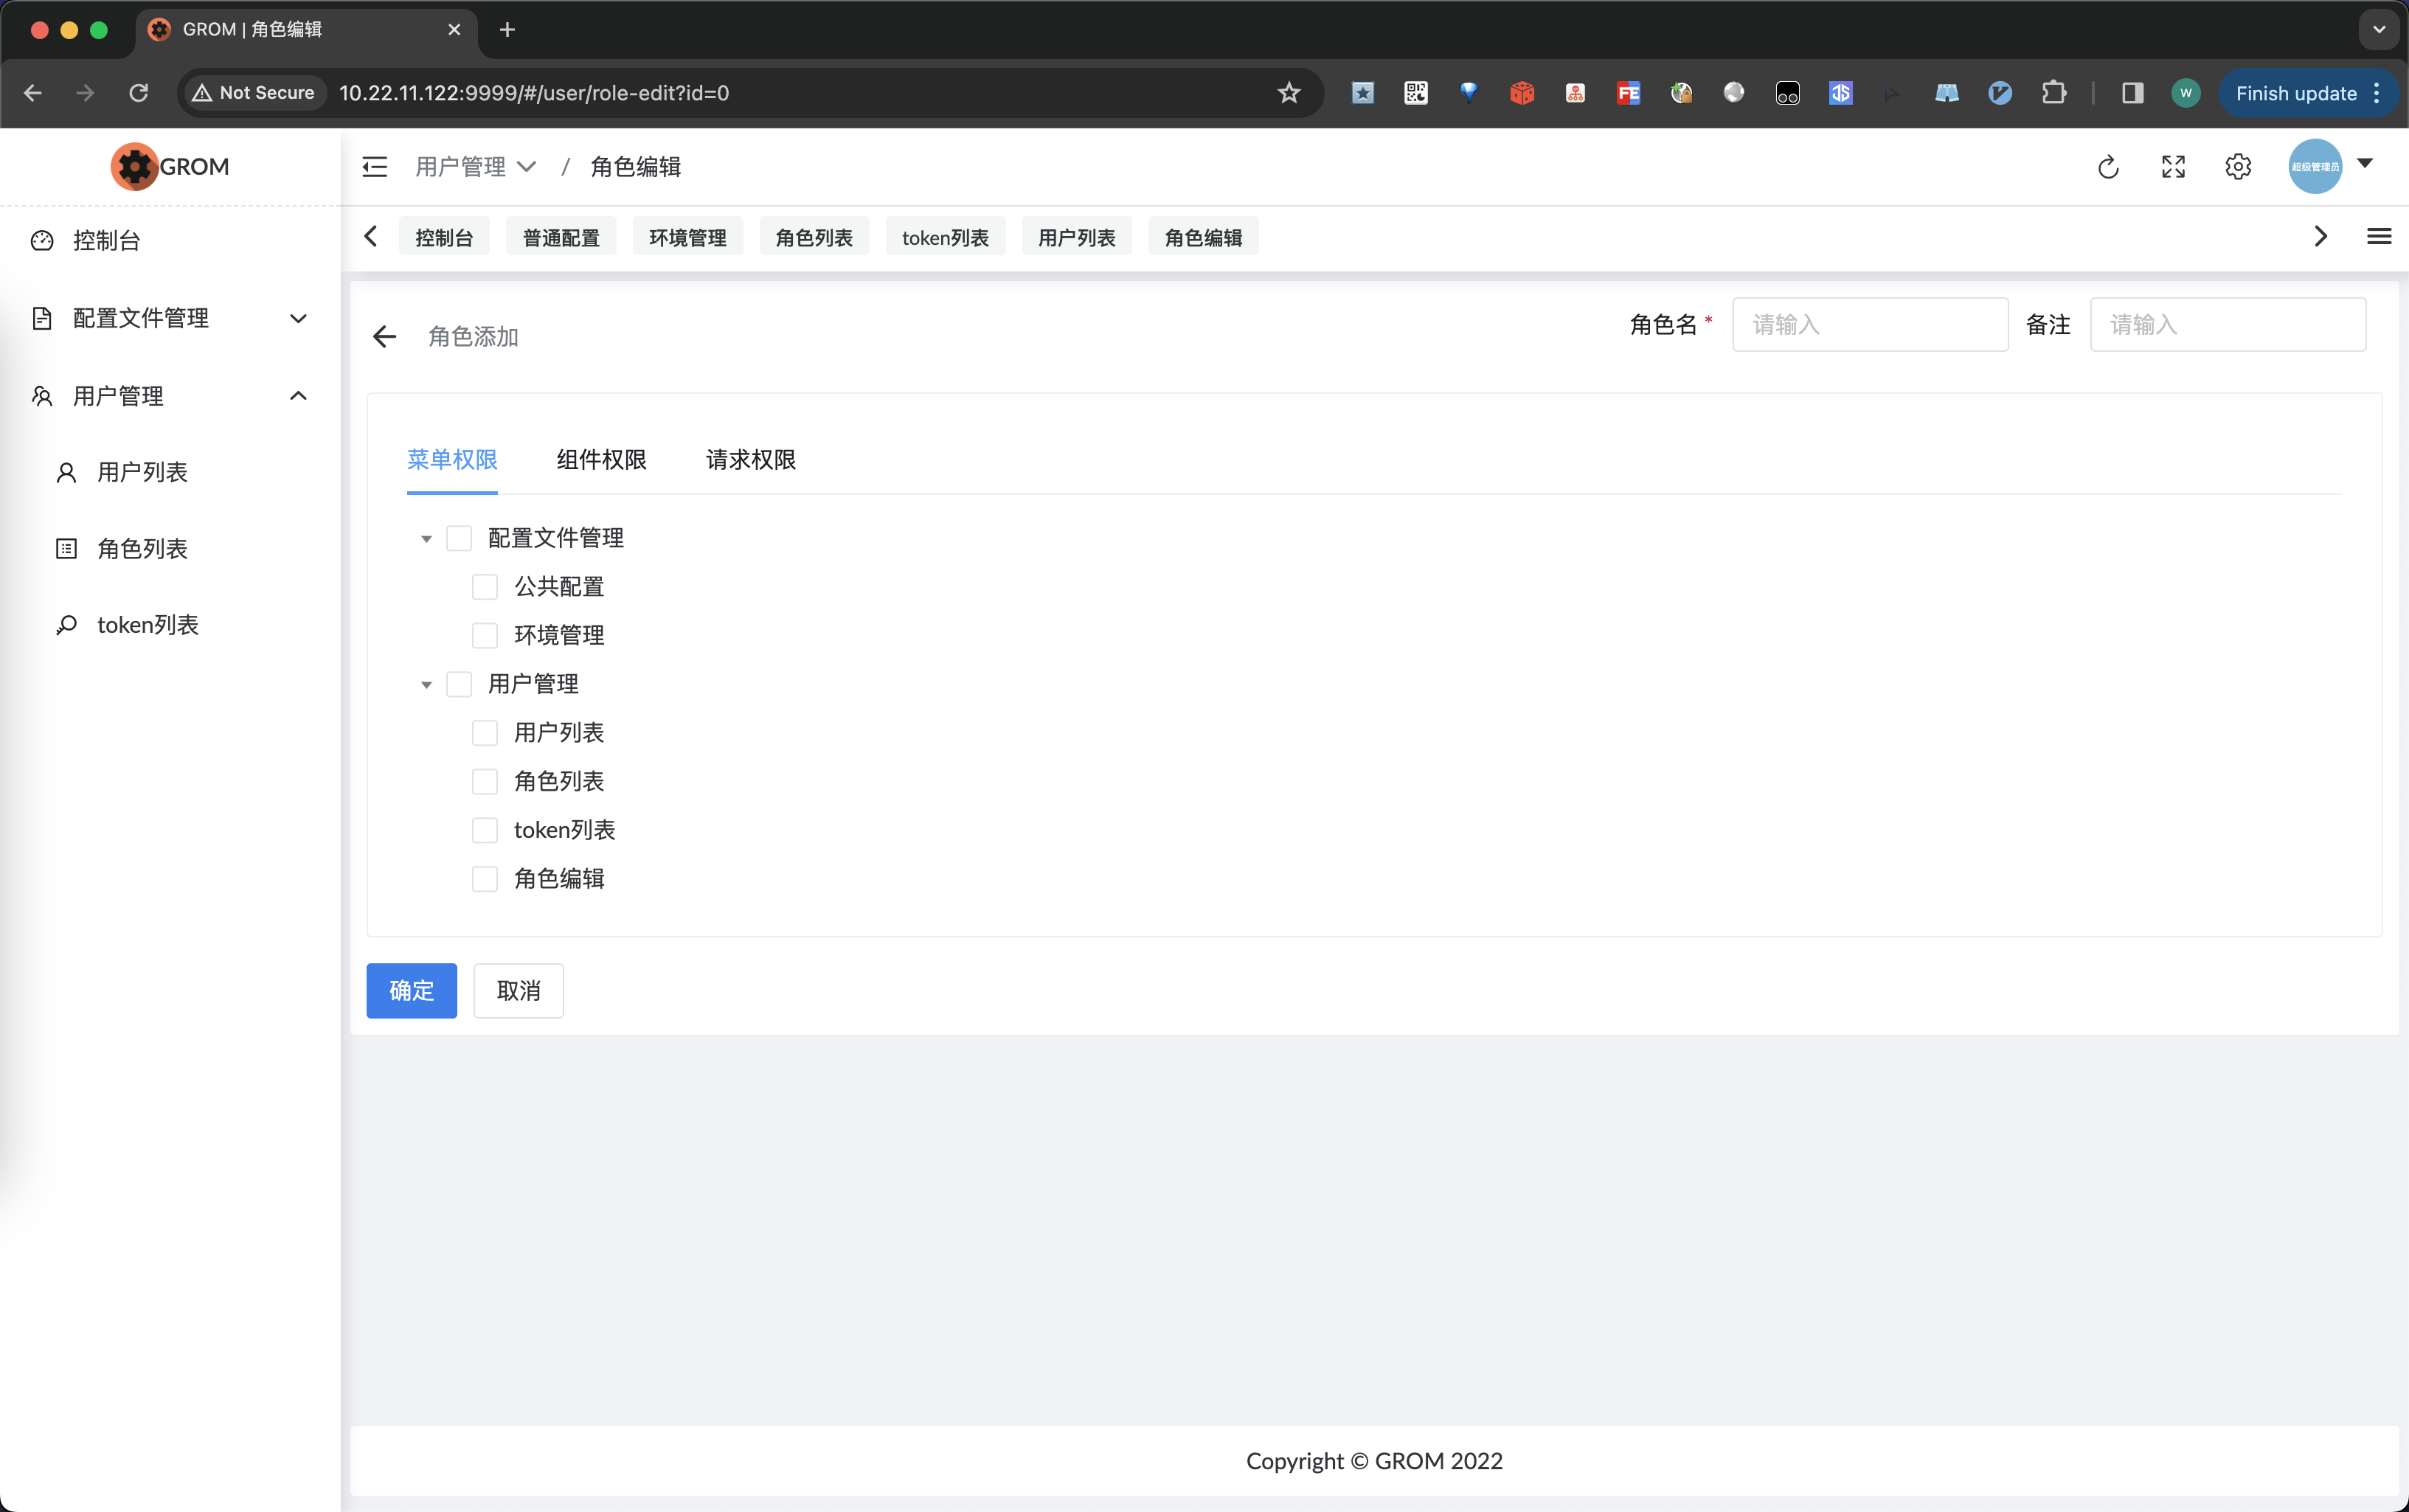 GROM | 角色编辑
Not Secure 10.22.11.122:9999/#/user/role-edit?id=0 FE JS W Finish update
GROM
用户管理 / 角色编辑 超级管理员
控制台
配置文件管理
用户管理
用户列表
角色列表
token列表
控制台 普通配置 环境管理 角色列表 token列表 用户列表 角色编辑
角色添加 角色名 * 请输入 备注 请输入
菜单权限 组件权限 请求权限
配置文件管理
公共配置
环境管理
用户管理
用户列表
角色列表
token列表
角色编辑
确定 取消
Copyright © GROM 2022